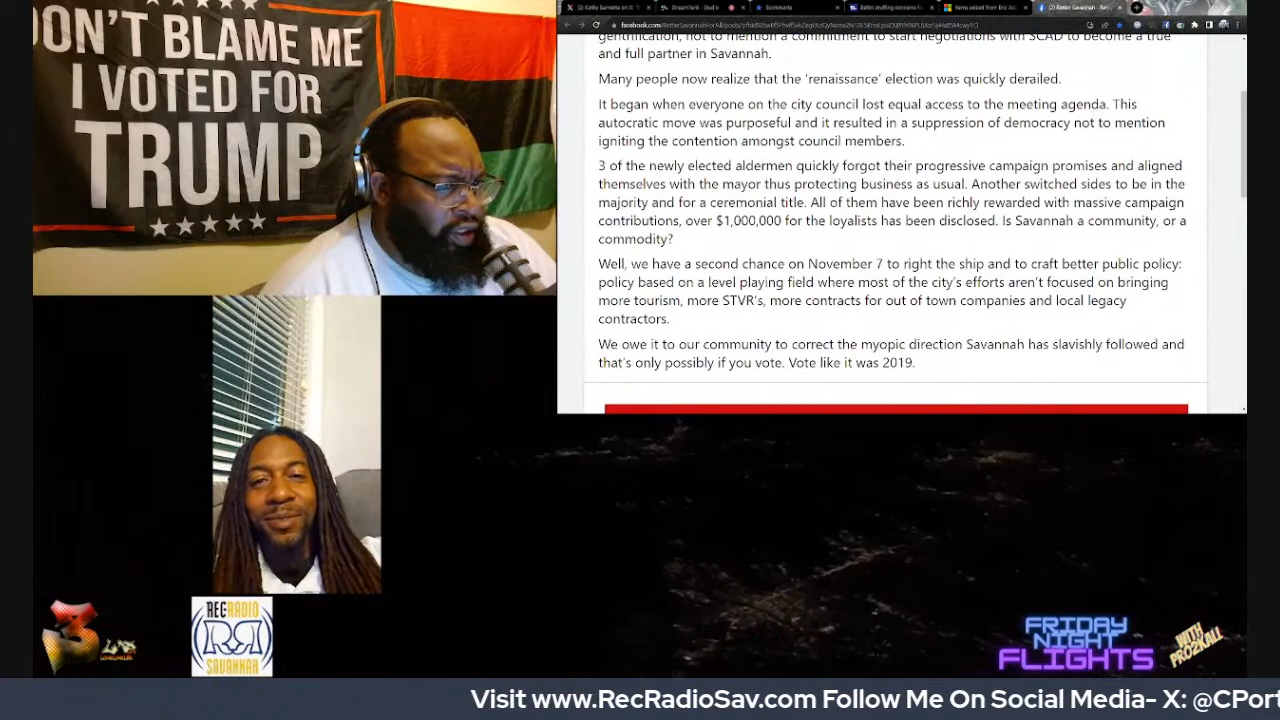 DON'T BLAME ME
I VOTED FOR
TRUMP
gentrification, not to mention a commitment to start negotiations with SCAD to become a true
and full partner in Savannah.
Many people now realize that the 'renaissance' election was quickly derailed.
It began when everyone on the city council lost equal access to the meeting agenda. This
autocratic move was purposeful and it resulted in a suppression of democracy not to mention
igniting the contention amongst council members.
3 of the newly elected aldermen quickly forgot their progressive campaign promises and aligned
themselves with the mayor thus protecting business as usual. Another switched sides to be in the
majority and for a ceremonial title. All of them have been richly rewarded with massive campaign
contributions, over $1,000,000 for the loyalists has been disclosed. Is Savannah a community, or a
commodity?
Well, we have a second chance on November 7 to right the ship and to craft better public policy:
policy based on a level playing field where most of the city's efforts aren't focused on bringing
more tourism, more STVR's, more contracts for out of town companies and local legacy
contractors.
We owe it to our community to correct the myopic direction Savannah has slavishly followed and
that's only possibly if you vote. Vote like it was 2019.
3
REC-RADIO
RR
SAVANNAH
FRIDAY
NIGHT
FLIGHTS
WITH
PRO2KALL
Visit www.RecRadioSav.com Follow Me On Social Media- X: @CPort